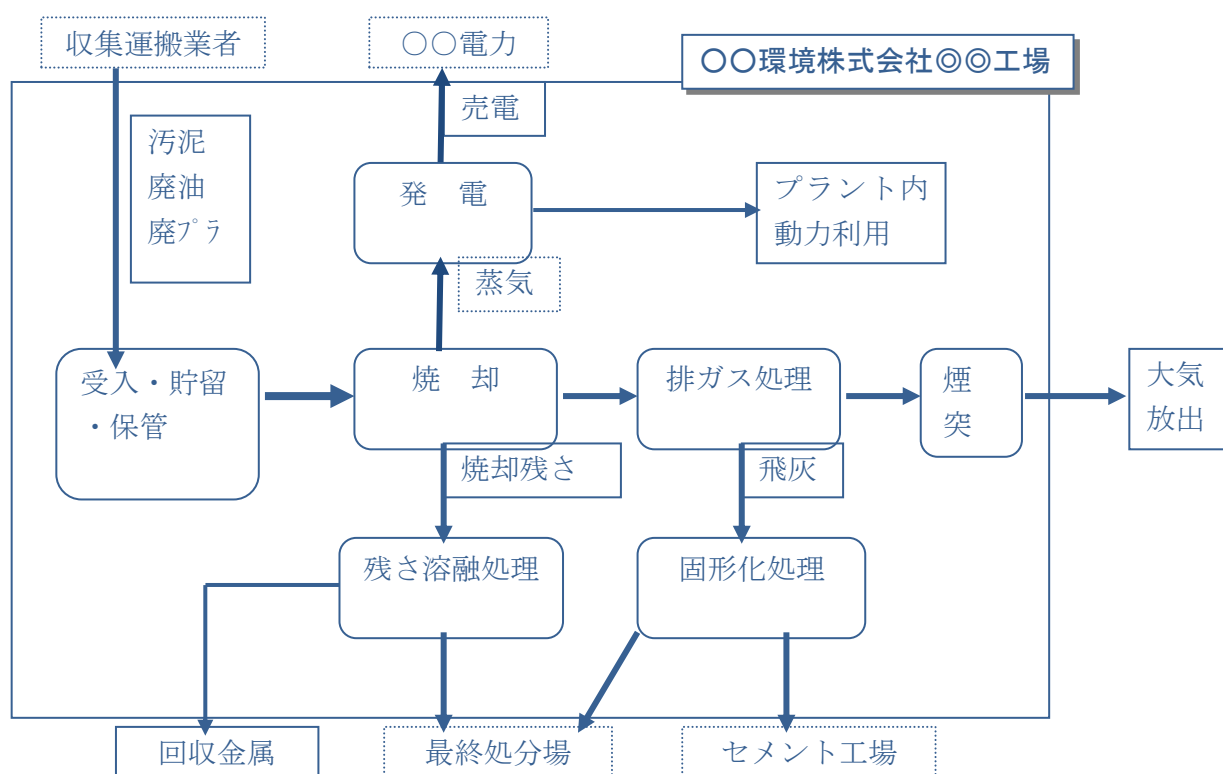 収集運搬業者
〇〇電力
〇〇環境株式会社◎◎工場
売電
汚泥
廃油
廃プラ
発　電
プラント内
動力利用
蒸気
受入・貯留
・保管
焼　却
排ガス処理
煙
突
大気
放出
焼却残さ
飛灰
残さ溶融処理
固形化処理
回収金属
最終処分場
セメント工場